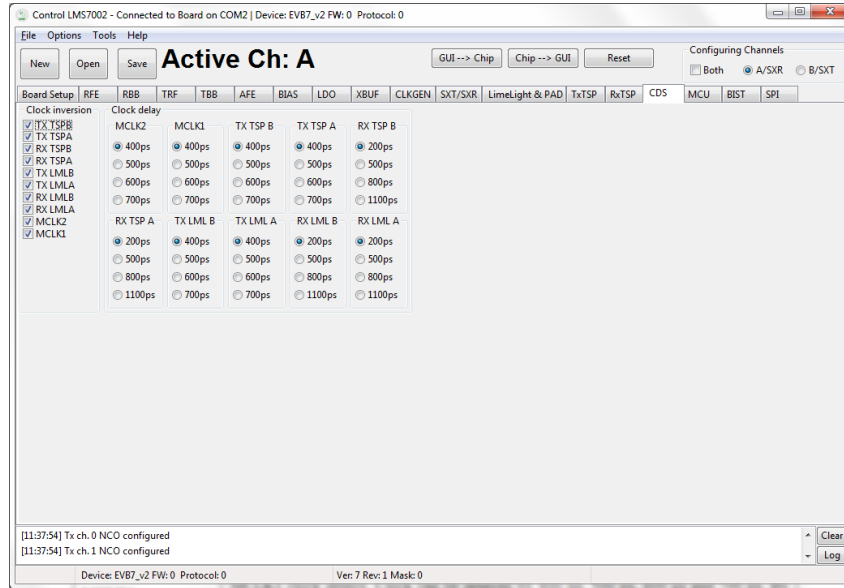 Control LMS7002 - Connected to Board on COM2 | Device: EVB7_v2 FW: 0 Protocol: 0
File Options Tools Help
New Open Save Active Ch: A GUI --> Chip Chip --> GUI Reset Configuring Channels
Both A/SXR B/SXT
Board Setup RFE RBB TRF TBB AFE BIAS LDO XBUF CLKGEN SXT/SXR LimeLight & PAD TxTSP RxTSP CDS MCU BIST SPI
Clock inversion
TX TSPB
TX TSPA
RX TSPB
RX TSPA
TX LMLB
TX LMLA
RX LMLB
RX LMLA
MCLK2
MCLK1
Clock delay
MCLK2 MCLK1 TX TSP B TX TSP A RX TSP B
400ps 400ps 400ps 400ps 200ps
500ps 500ps 500ps 500ps 500ps
600ps 600ps 600ps 600ps 800ps
700ps 700ps 700ps 700ps 1100ps
RX TSP A TX LML B TX LML A RX LML B RX LML A
200ps 400ps 400ps 200ps 200ps
500ps 500ps 500ps 500ps 500ps
800ps 600ps 600ps 800ps 800ps
1100ps 700ps 700ps 1100ps 1100ps
[11:37:54] Tx ch. 0 NCO configured
[11:37:54] Tx ch. 1 NCO configured
Clear
Log
Device: EVB7_v2 FW: 0 Protocol: 0 Ver: 7 Rev: 1 Mask: 0